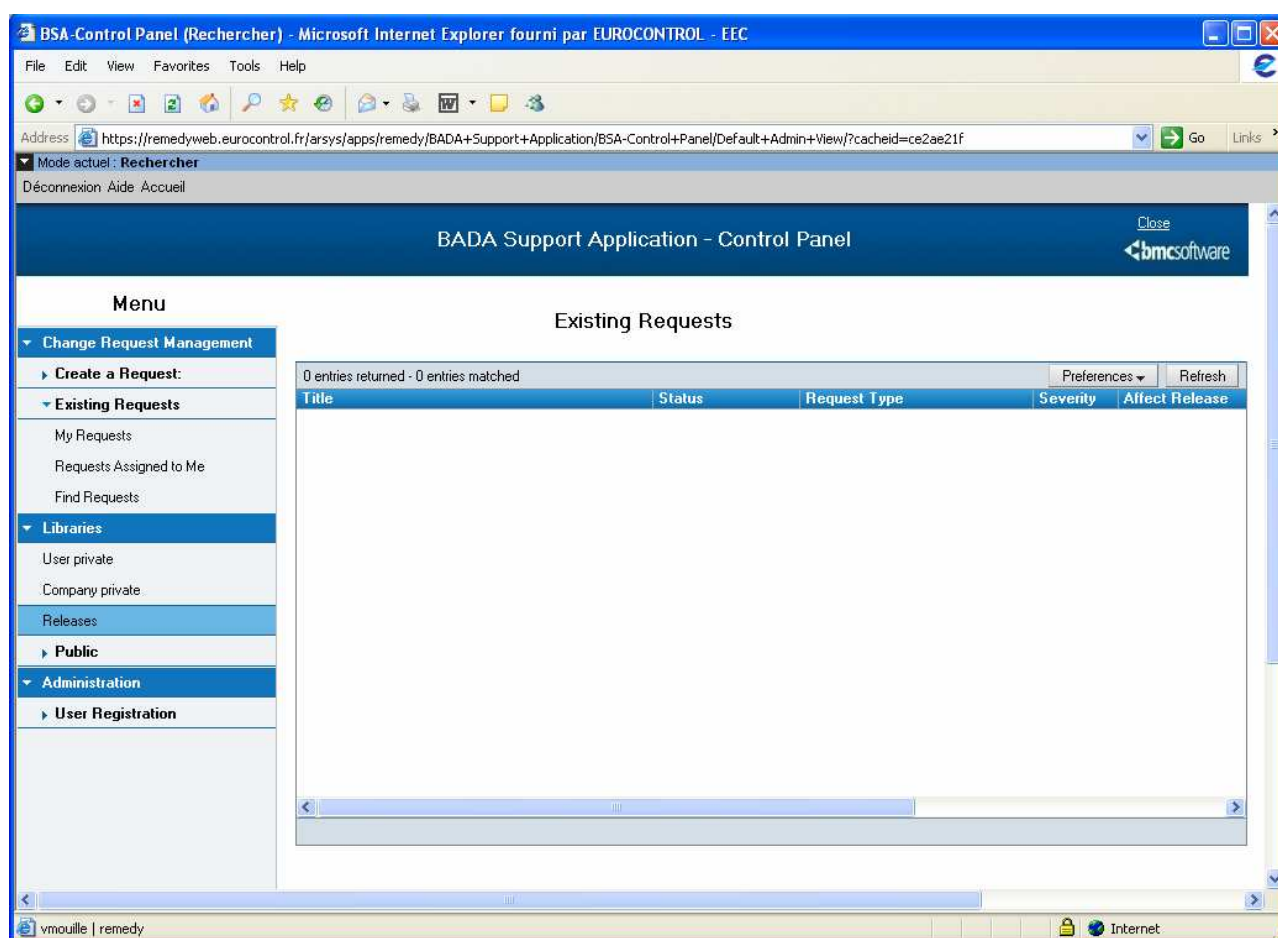 BSA-Control Panel (Rechercher) - Microsoft Internet Explorer fourni par EUROCONTROL - EEC
File Edit View Favorites Tools Help
Address https://remedyweb.eurocontrol.fr/arsys/apps/remedy/BADA+Support+Application/BSA-Control+Panel/Default+Admin+View/?cacheid=ce2ae21f Go Links
Mode actuel : Rechercher
Déconnexion Aide Accueil
BADA Support Application - Control Panel
Close
bmcsoftware
Menu
Change Request Management
Create a Request:
Existing Requests
My Requests
Requests Assigned to Me
Find Requests
Libraries
User private
Company private
Releases
Public
Administration
User Registration
Existing Requests
0 entries returned - 0 entries matched Preferences Refresh
Title Status Request Type Severity Affect Release
vmouille | remedy Internet